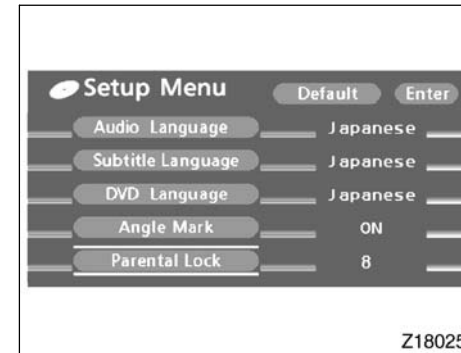 Setup Menu Default Enter
Audio Language Japanese
Subtitle Language Japanese
DVD Language Japanese
Angle Mark ON
Parental Lock 8
Z18025